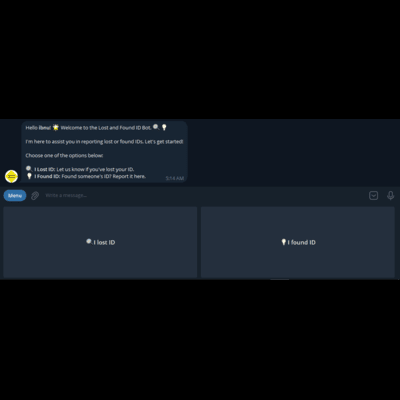 Hello Benu! 🌟 Welcome to the Lost and Found ID Bot. 🔍 💡
I'm here to assist you in reporting lost or found IDs. Let's get started!
Choose one of the options below:
🔍 I Lost ID: Let us know if you've lost your ID.
💡 I Found ID: Found someone's ID? Report it here.
9:14 AM
Menu
Write a message...
🔍 I lost ID
💡 I found ID